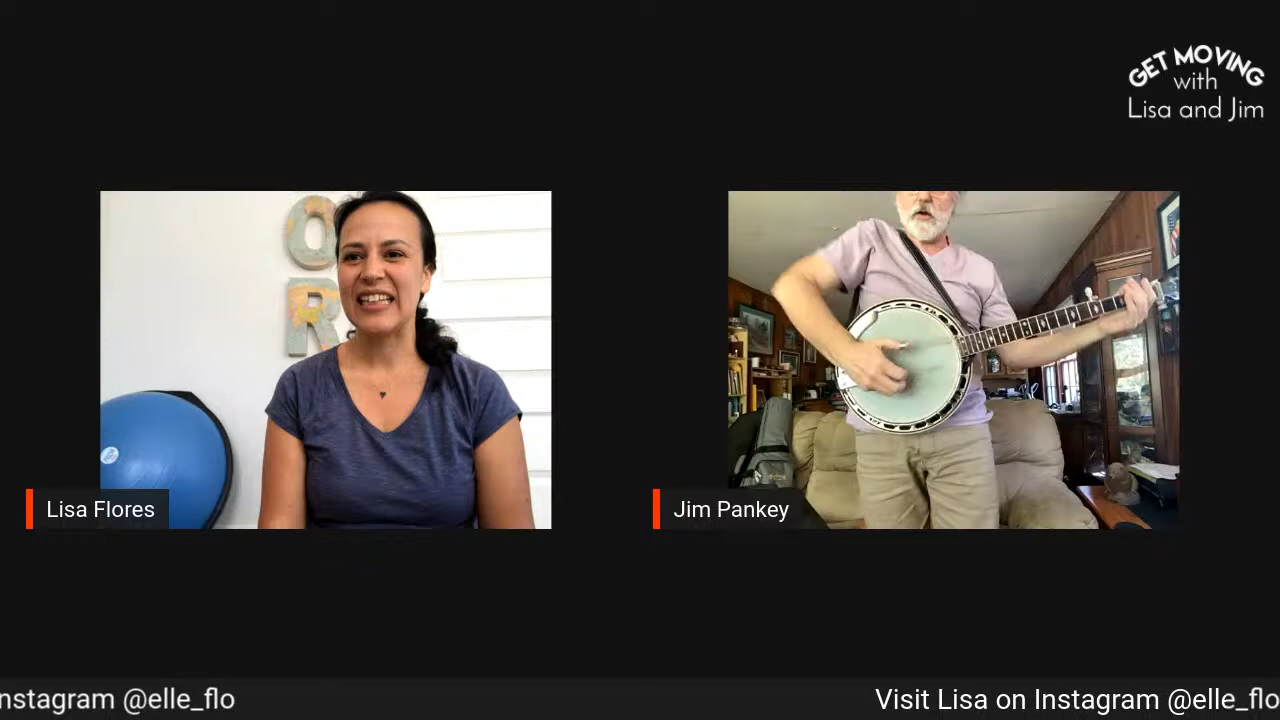 GET MOVING
with
Lisa and Jim
O
R
Lisa Flores
Jim Pankey
nstagram @elle_flo
Visit Lisa on Instagram @elle_flo